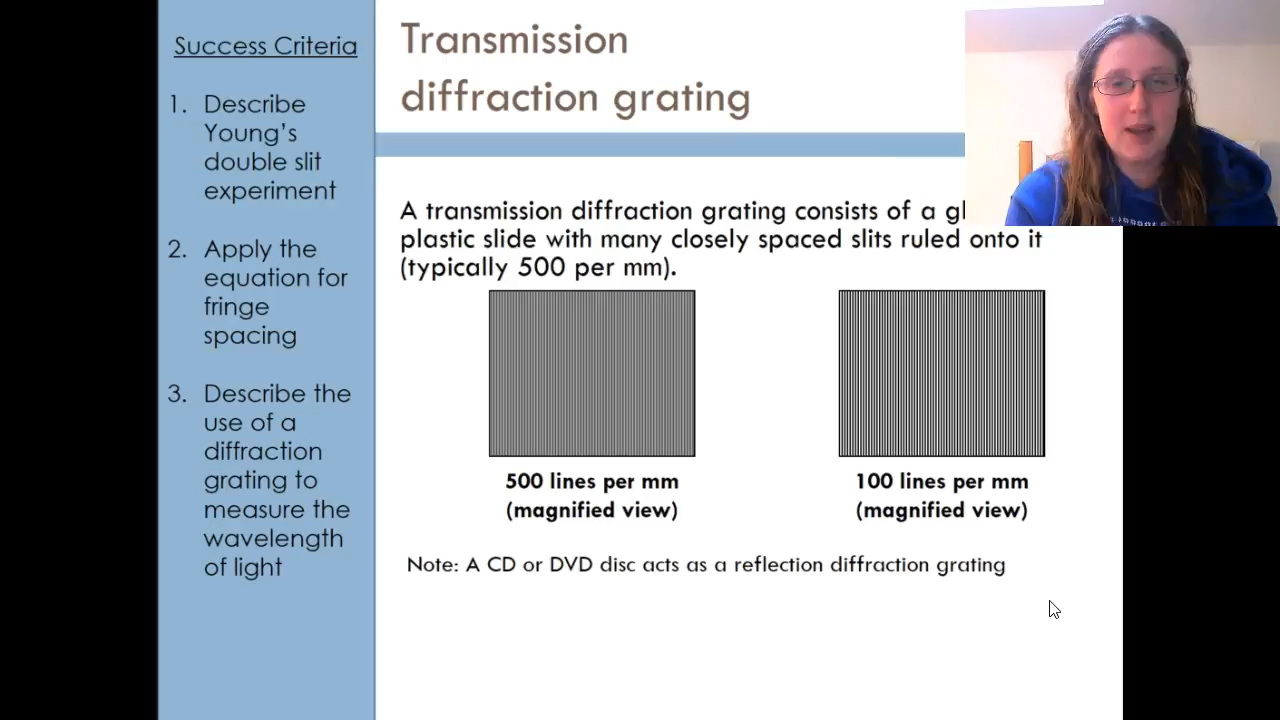 Success Criteria
1. Describe
Young's
double slit
experiment
2. Apply the
equation for
fringe
spacing
3. Describe the
use of a
diffraction
grating to
measure the
wavelength
of light
Transmission
diffraction grating
A transmission diffraction grating consists of a
plastic slide with many closely spaced slits ruled onto it
(typically 500 per mm).
500 lines per mm
(magnified view)
100 lines per mm
(magnified view)
Note: A CD or DVD disc acts as a reflection diffraction grating